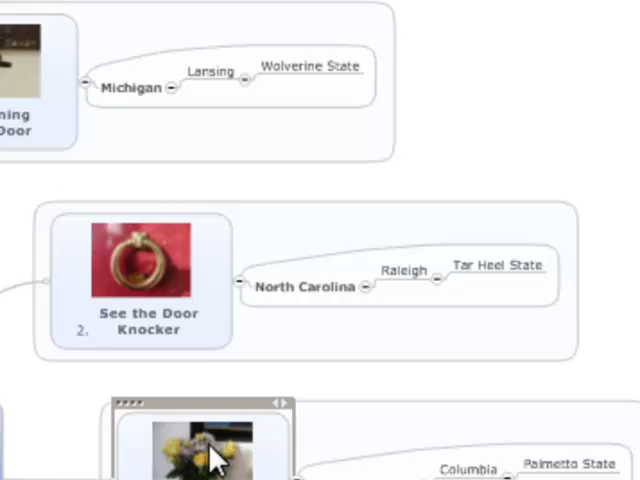 ning
Door
Michigan
Lansing
Wolverine State
2. See the Door
Knocker
North Carolina
Raleigh
Tar Heel State
Columbia
Palmetto State